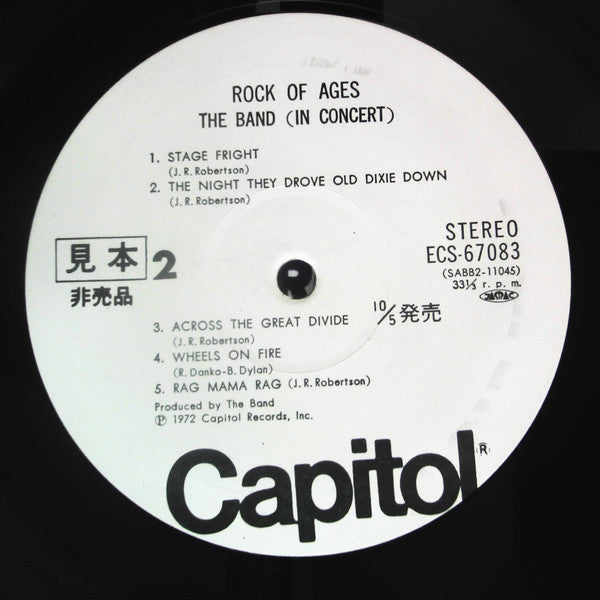 ROCK OF AGES
THE BAND (IN CONCERT)
1. STAGE FRIGHT
(J. R. Robertson)
2. THE NIGHT THEY DROVE OLD DIXIE DOWN
(J. R. Robertson)
見本 2
非売品
STEREO
ECS-67083
(SABB2-11045)
33⅓ r. p. m.
JASRAC
10/5 発売
3. ACROSS THE GREAT DIVIDE
(J. R. Robertson)
4. WHEELS ON FIRE
(R. Danko-B. Dylan)
5. RAG MAMA RAG (J. R. Robertson)
Produced by The Band
℗ 1972 Capitol Records, Inc.
Capitol ®